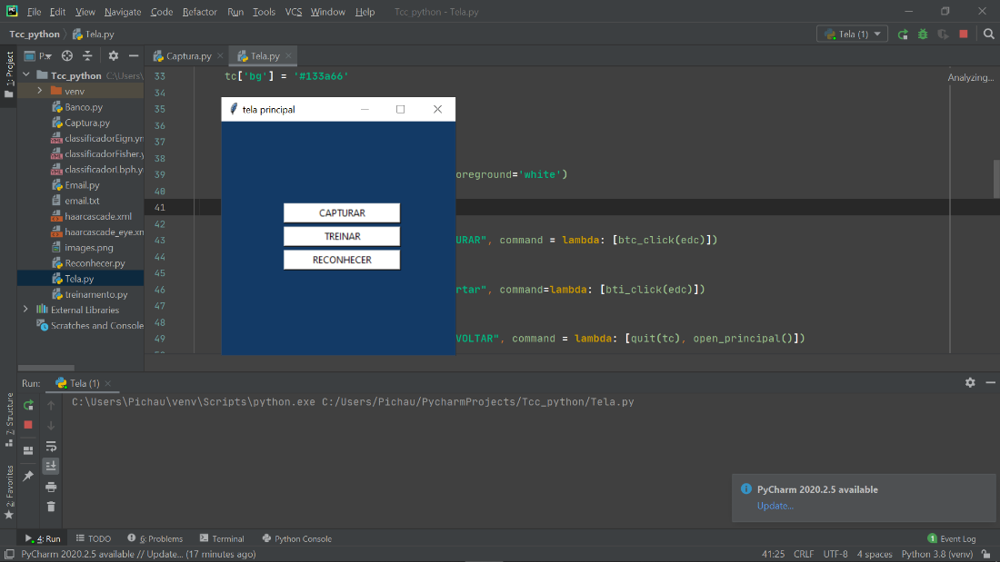 File Edit View Navigate Code Refactor Run Tools VCS Window Help Tcc_python - Tela.py
Tcc_python Tela.py Tela (1)
1: Project
P...
Captura.py Tela.py
Tcc_python C:\Users\
venv
Banco.py
Captura.py
classificadorEign.yn
classificadorFisher.y
classificadorLbph.y
Email.py
email.txt
haarcascade.xml
haarcascade_eye.xn
images.png
Reconhecer.py
Tela.py
treinamento.py
External Libraries
Scratches and Console
33 tc['bg'] = '#133a66'
Analyzing...
34
35
36
37
38
39 oreground='white')
40
41
42
43 URAR", command = lambda: [btc_click(edc)])
44
45
46 rtar", command=lambda: [bti_click(edc)])
47
48
49 VOLTAR", command = lambda: [quit(tc), open_principal()])
tela principal
CAPTURAR
TREINAR
RECONHECER
Run: Tela (1)
C:\Users\Pichau\venv\Scripts\python.exe C:/Users/Pichau/PycharmProjects/Tcc_python/Tela.py
7: Structure
2: Favorites
PyCharm 2020.2.5 available
Update...
4: Run TODO 6: Problems Terminal Python Console 1 Event Log
PyCharm 2020.2.5 available // Update... (17 minutes ago) 41:25 CRLF UTF-8 4 spaces Python 3.8 (venv)